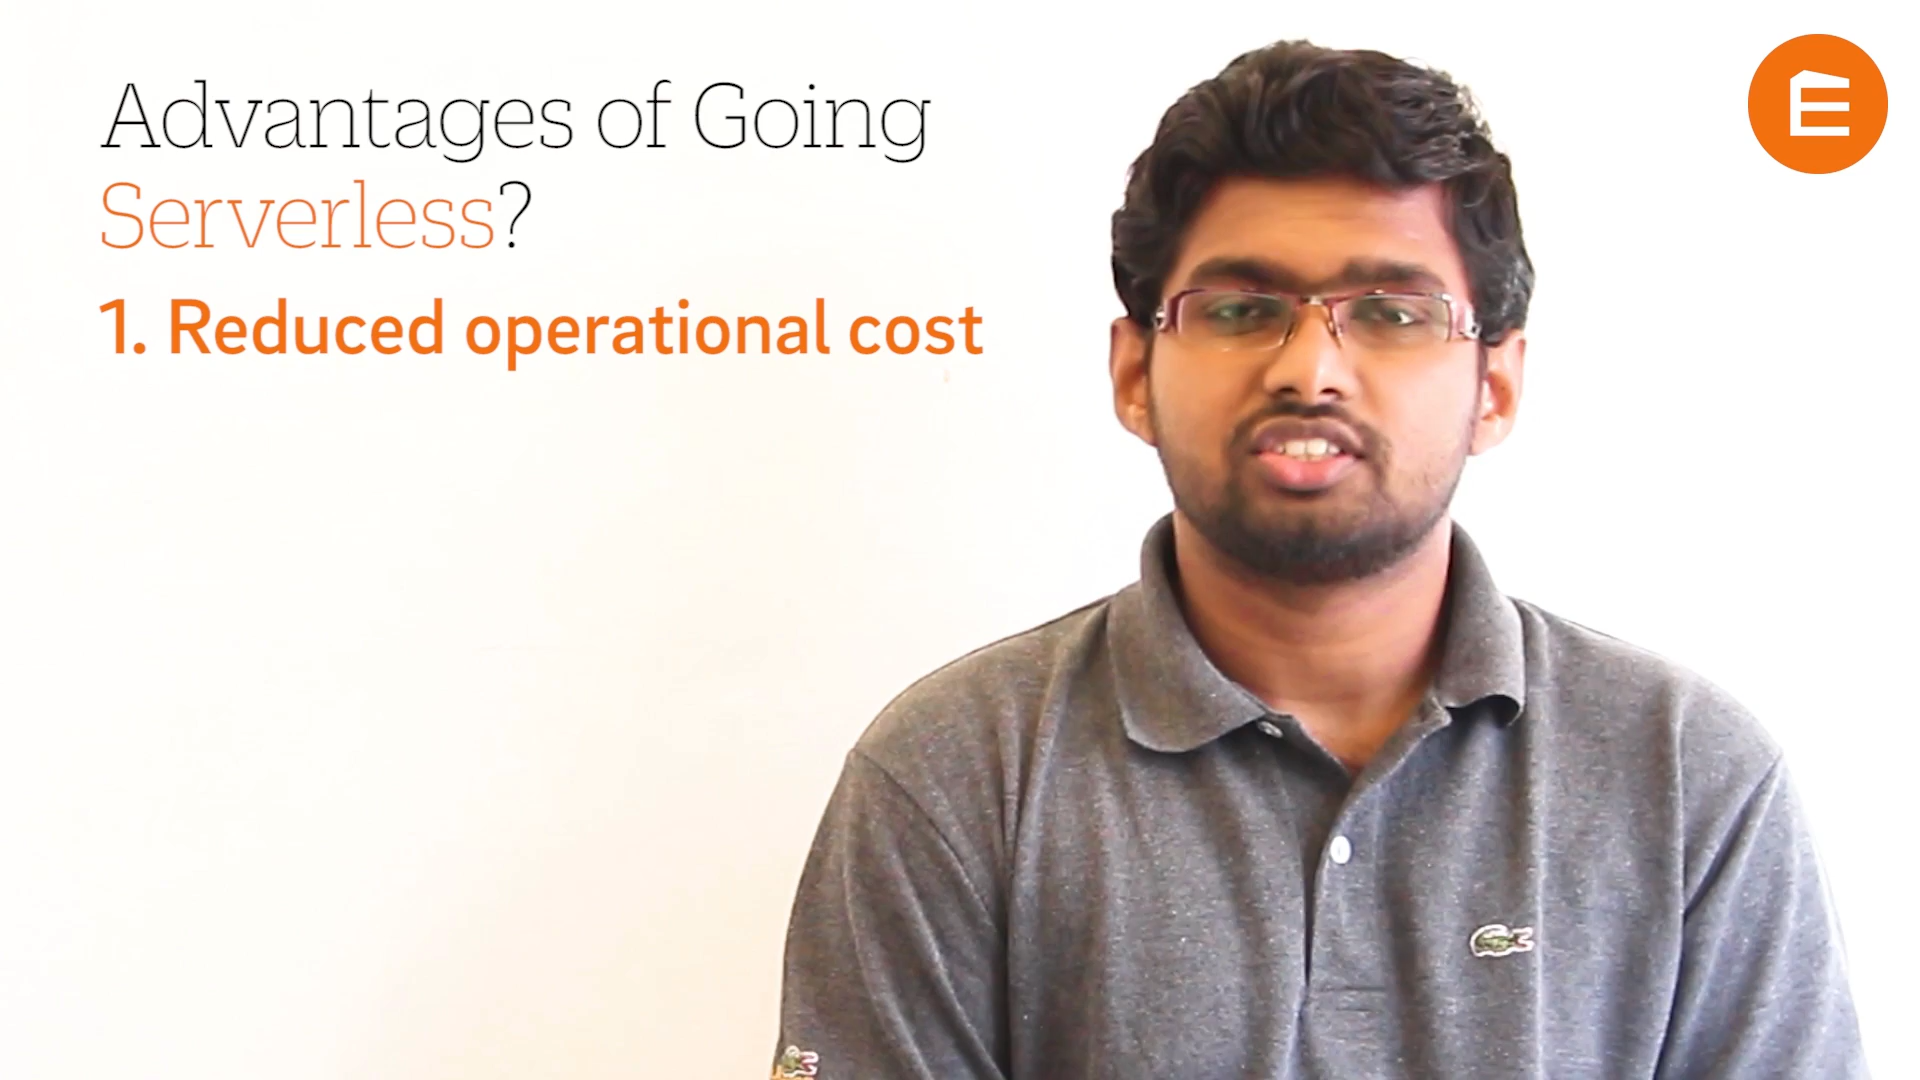 Advantages of Going
Serverless?
1. Reduced operational cost